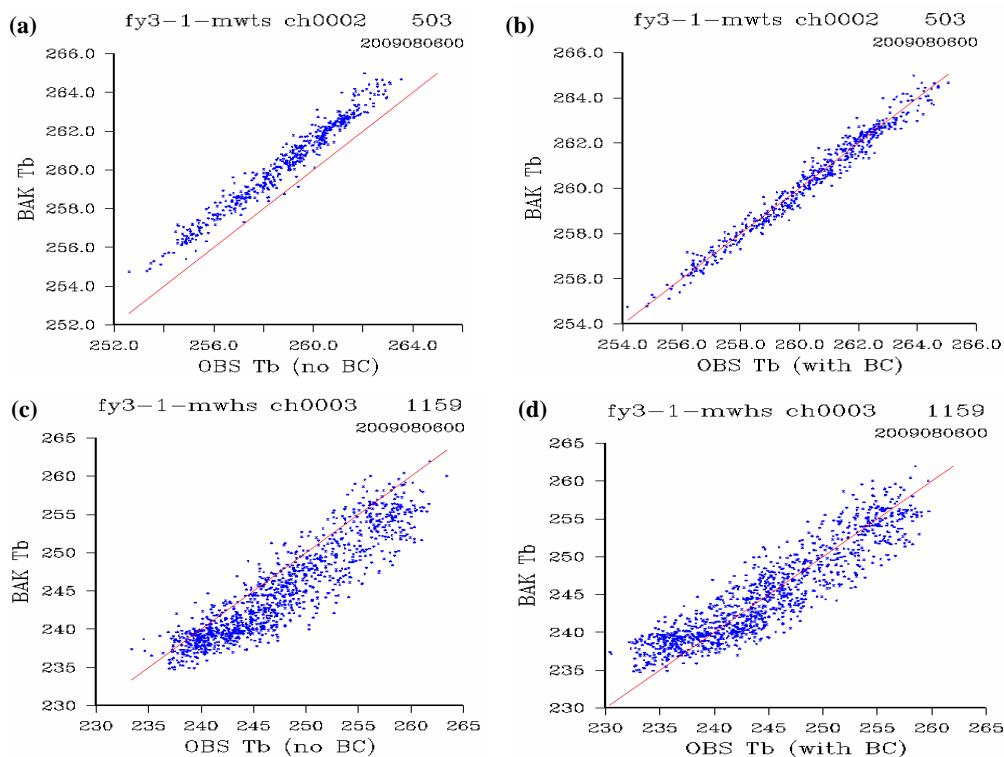 (a)
fy3-1-mwts ch0002 503
2009080600
266.0
264.0
262.0
260.0
258.0
256.0
254.0
252.0
BAK Tb
252.0 256.0 260.0 264.0
OBS Tb (no BC)
(b)
fy3-1-mwts ch0002 503
2009080600
266.0
264.0
262.0
260.0
258.0
256.0
254.0
BAK Tb
254.0 256.0 258.0 260.0 262.0 264.0 266.0
OBS Tb (with BC)
(c)
fy3-1-mwhs ch0003 1159
2009080600
265
260
255
250
245
240
235
230
BAK Tb
230 235 240 245 250 255 260 265
OBS Tb (no BC)
(d)
fy3-1-mwhs ch0003 1159
2009080600
265
260
255
250
245
240
235
230
BAK Tb
230 235 240 245 250 255 260 265
OBS Tb (with BC)